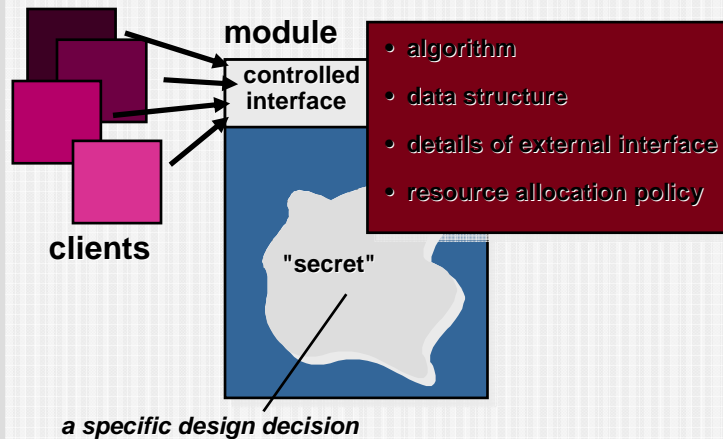 module
controlled
interface
• algorithm
• data structure
• details of external interface
• resource allocation policy
clients
"secret"
a specific design decision